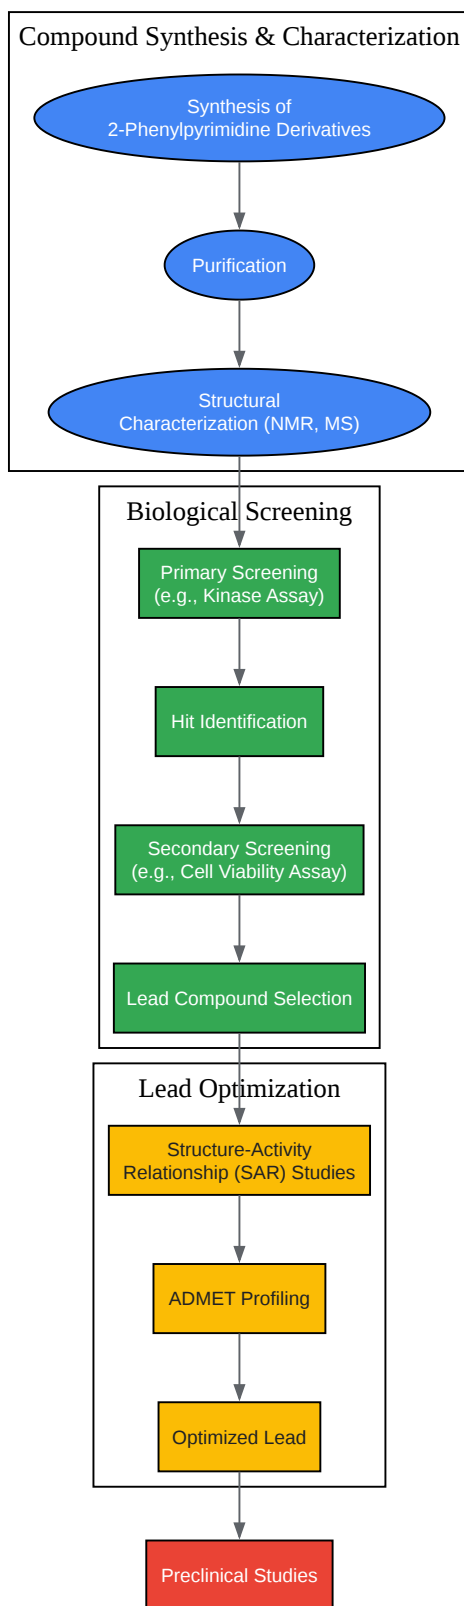 Compound Synthesis & Characterization
Synthesis of
2-Phenylpyrimidine Derivatives
Purification
Structural
Characterization (NMR, MS)
Biological Screening
Primary Screening
(e.g., Kinase Assay)
Hit Identification
Secondary Screening
(e.g., Cell Viability Assay)
Lead Compound Selection
Lead Optimization
Structure-Activity
Relationship (SAR) Studies
ADMET Profiling
Optimized Lead
Preclinical Studies